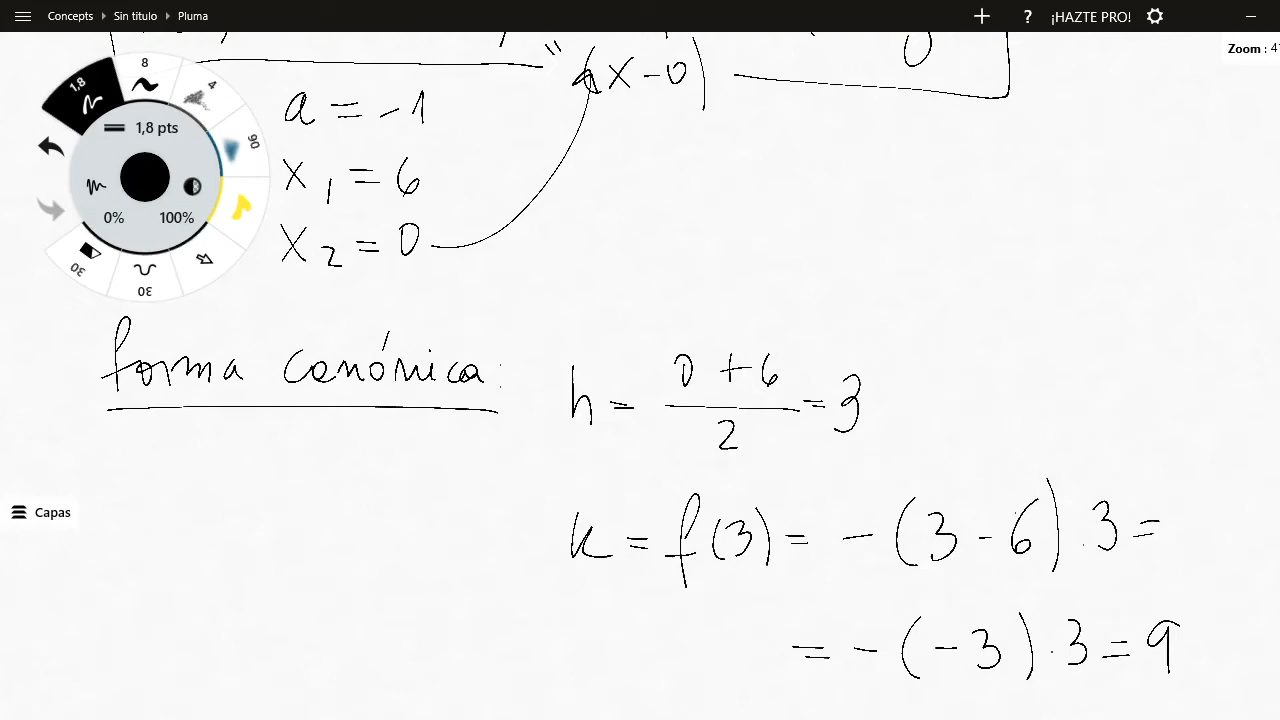 Concepts > Sin título > Pluma
+ ? ¡HAZTE PRO!
Zoom : 4
8
1,8
4
90
1,8 pts
0% 100%
30
30
" (x-0)
0
a = -1
x₁ = 6
x₂ = 0
forma canónica:
h = (0 + 6)/2 = 3
Capas
k = f(3) = -(3-6).3=
= -(-3).3=9